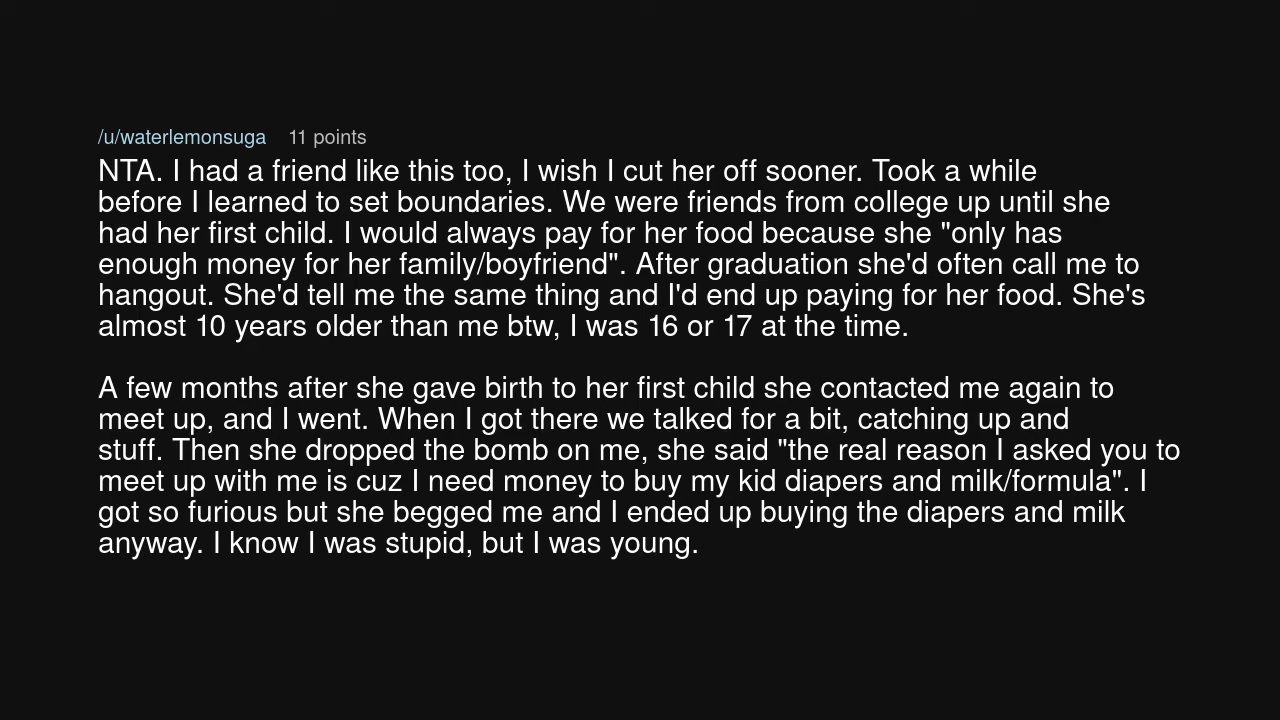 /u/waterlemonsuga 11 points
NTA. I had a friend like this too, I wish I cut her off sooner. Took a while
before I learned to set boundaries. We were friends from college up until she
had her first child. I would always pay for her food because she "only has
enough money for her family/boyfriend". After graduation she'd often call me to
hangout. She'd tell me the same thing and I'd end up paying for her food. She's
almost 10 years older than me btw, I was 16 or 17 at the time.
A few months after she gave birth to her first child she contacted me again to
meet up, and I went. When I got there we talked for a bit, catching up and
stuff. Then she dropped the bomb on me, she said "the real reason I asked you to
meet up with me is cuz I need money to buy my kid diapers and milk/formula". I
got so furious but she begged me and I ended up buying the diapers and milk
anyway. I know I was stupid, but I was young.